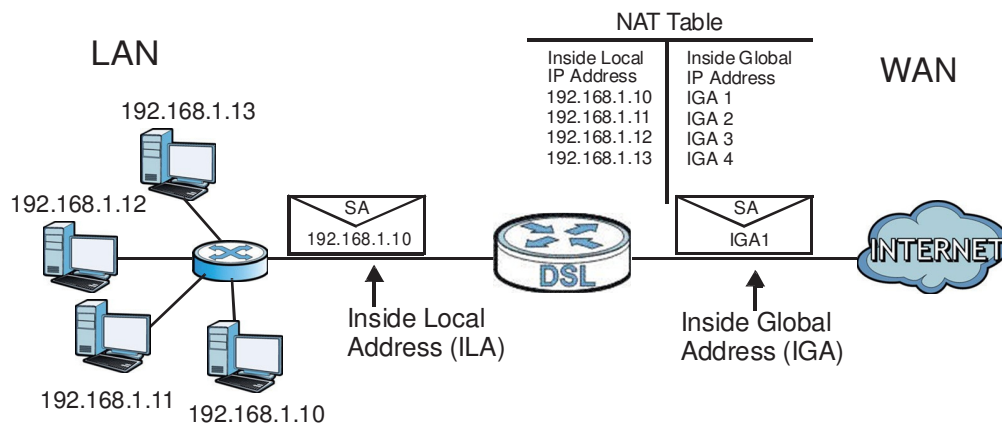 NAT Table
LAN
WAN
Inside Local
IP Address
192.168.1.10
192.168.1.11
192.168.1.12
192.168.1.13
Inside Global
IP Address
IGA 1
IGA 2
IGA 3
IGA 4
192.168.1.13
192.168.1.12
192.168.1.11
192.168.1.10
SA
192.168.1.10
DSL
SA
IGA1
INTERNET
Inside Local
Address (ILA)
Inside Global
Address (IGA)